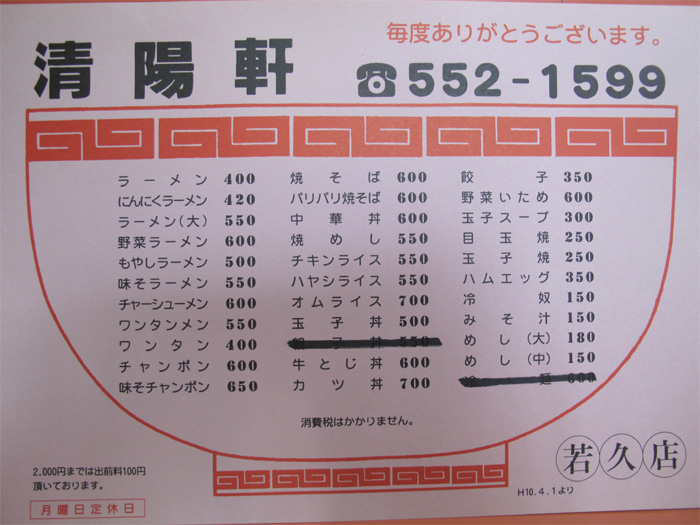 毎度ありがとうございます。
清陽軒
☎552-1599
ラーメン 400
にんにくラーメン 420
ラーメン(大) 550
野菜ラーメン 600
もやしラーメン 500
味そラーメン 550
チャーシューメン 600
ワンタンメン 550
ワンタン 400
チャンポン 600
味そチャンポン 650
焼そば 600
バリバリ焼そば 600
中華丼 600
焼めし 550
チキンライス 550
ハヤシライス 550
オムライス 700
玉子丼 500
丼 550
牛とじ丼 600
カツ丼 700
餃子 350
野菜いため 600
玉子スープ 300
目玉焼 250
玉子焼 250
ハムエッグ 350
冷奴 150
みそ汁 150
めし(大) 180
めし(中) 150
冷麺 600
消費税はかかりません。
2,000円までは出前料100円
頂いております。
月曜日定休日
若久店
H10.4.1より